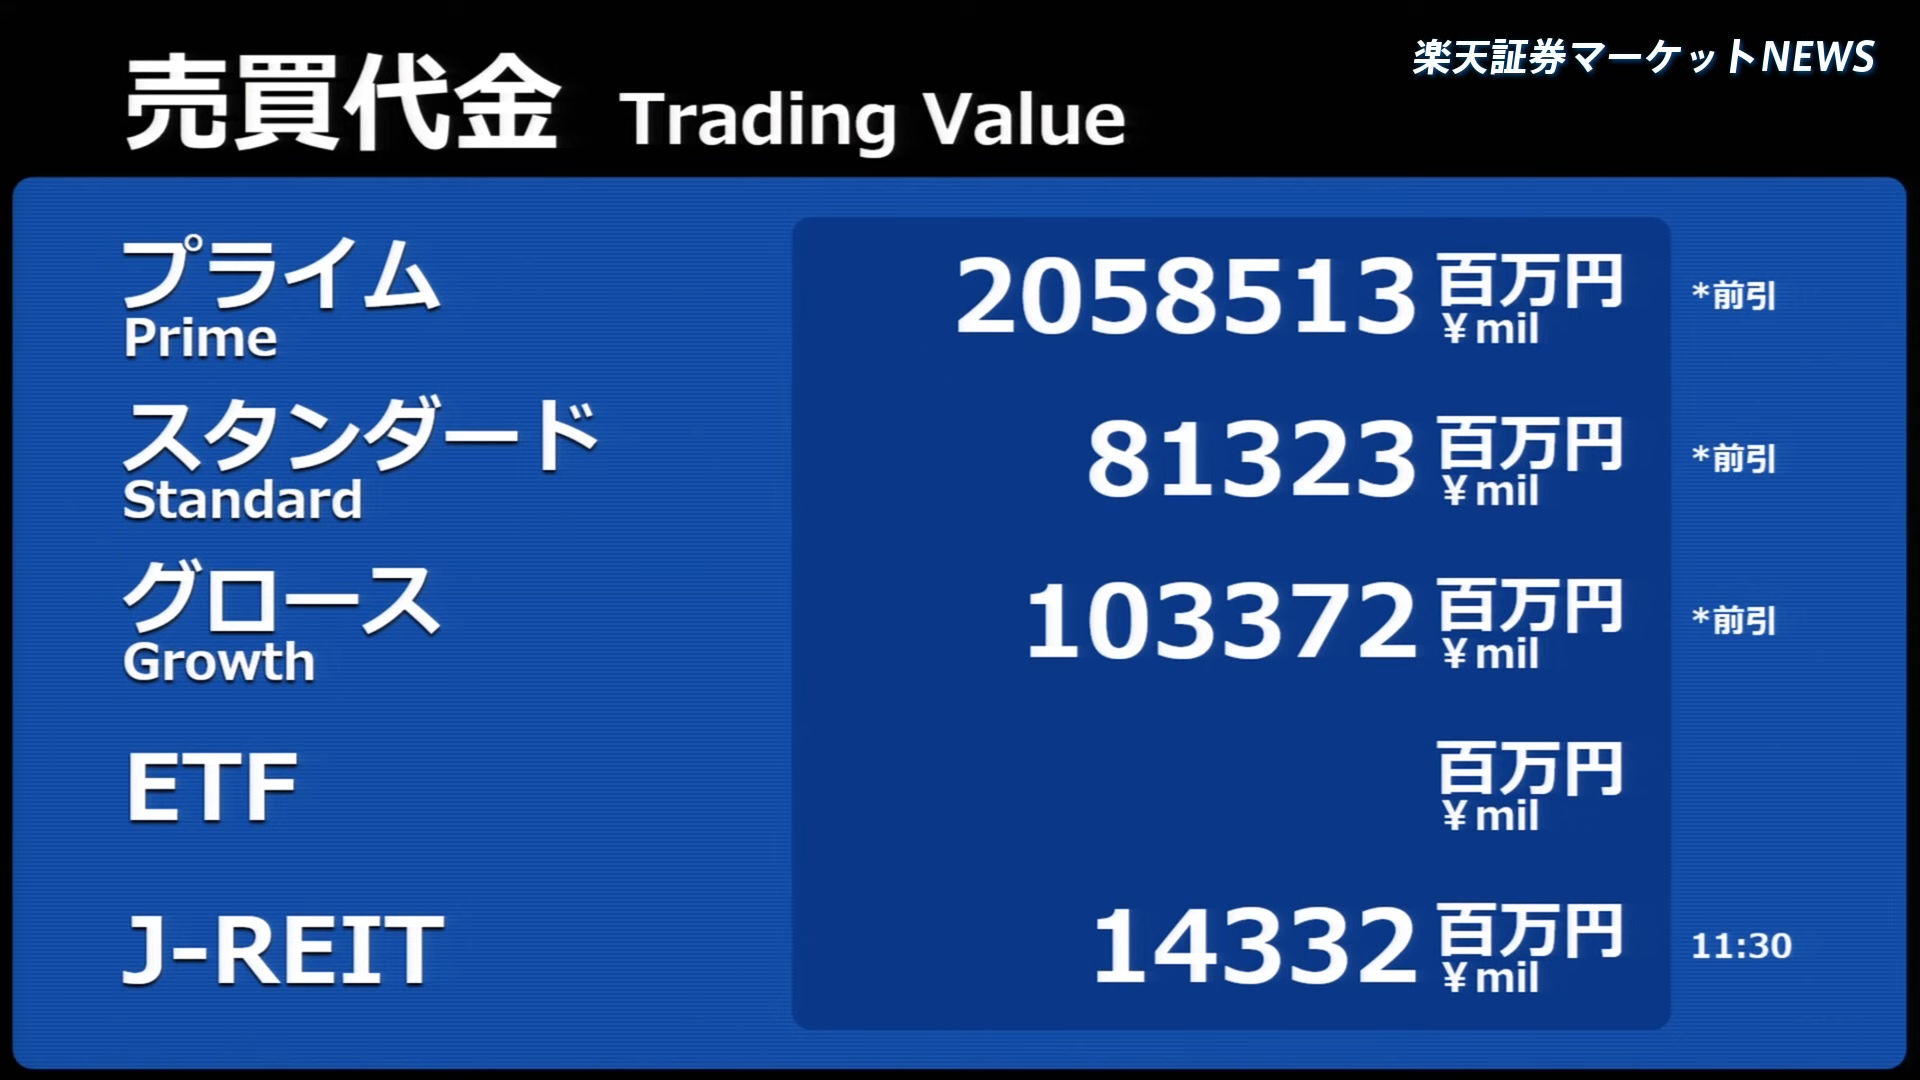 楽天証券マーケットNEWS
売買代金 Trading Value
プライム 2058513 百万円 *前引
Prime ¥mil
スタンダード 81323 百万円 *前引
Standard ¥mil
グロース 103372 百万円 *前引
Growth ¥mil
ETF 百万円
¥mil
J-REIT 14332 百万円 11:30
¥mil